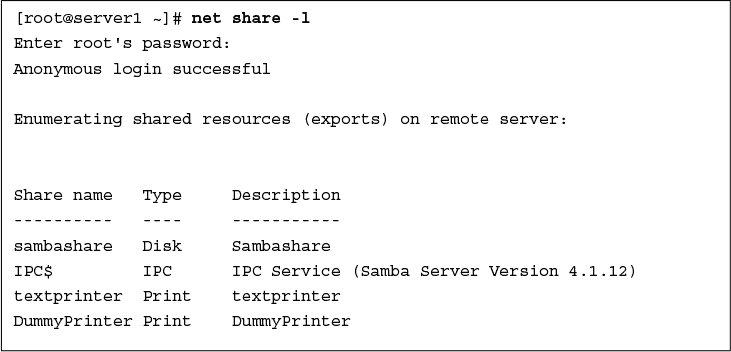 [root@server1 ~]# net share -l
Enter root's password:
Anonymous login successful
Enumerating shared resources (exports) on remote server:
Share name   Type     Description
----------   ----     -----------
sambashare   Disk     Sambashare
IPC$         IPC      IPC Service (Samba Server Version 4.1.12)
textprinter  Print    textprinter
DummyPrinter Print    DummyPrinter